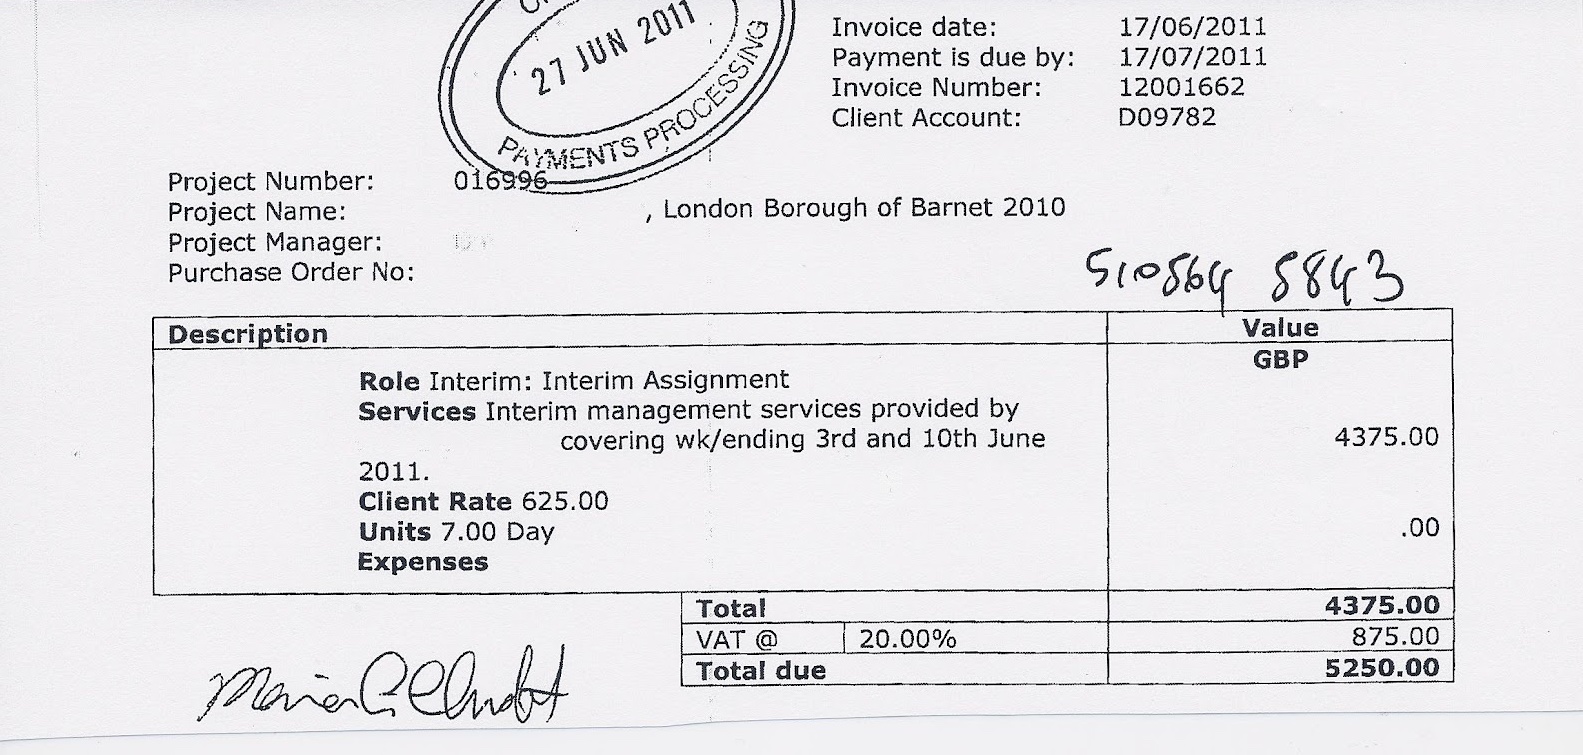 27 JUN 2011
PAYMENTS PROCESSING
Invoice date: 17/06/2011
Payment is due by: 17/07/2011
Invoice Number: 12001662
Client Account: D09782
Project Number: 016996
Project Name: , London Borough of Barnet 2010
Project Manager:
Purchase Order No:
510564 5843
Description Value
GBP
Role Interim: Interim Assignment
Services Interim management services provided by
covering wk/ending 3rd and 10th June 4375.00
2011.
Client Rate 625.00
Units 7.00 Day .00
Expenses
Total 4375.00
VAT @ 20.00% 875.00
Total due 5250.00